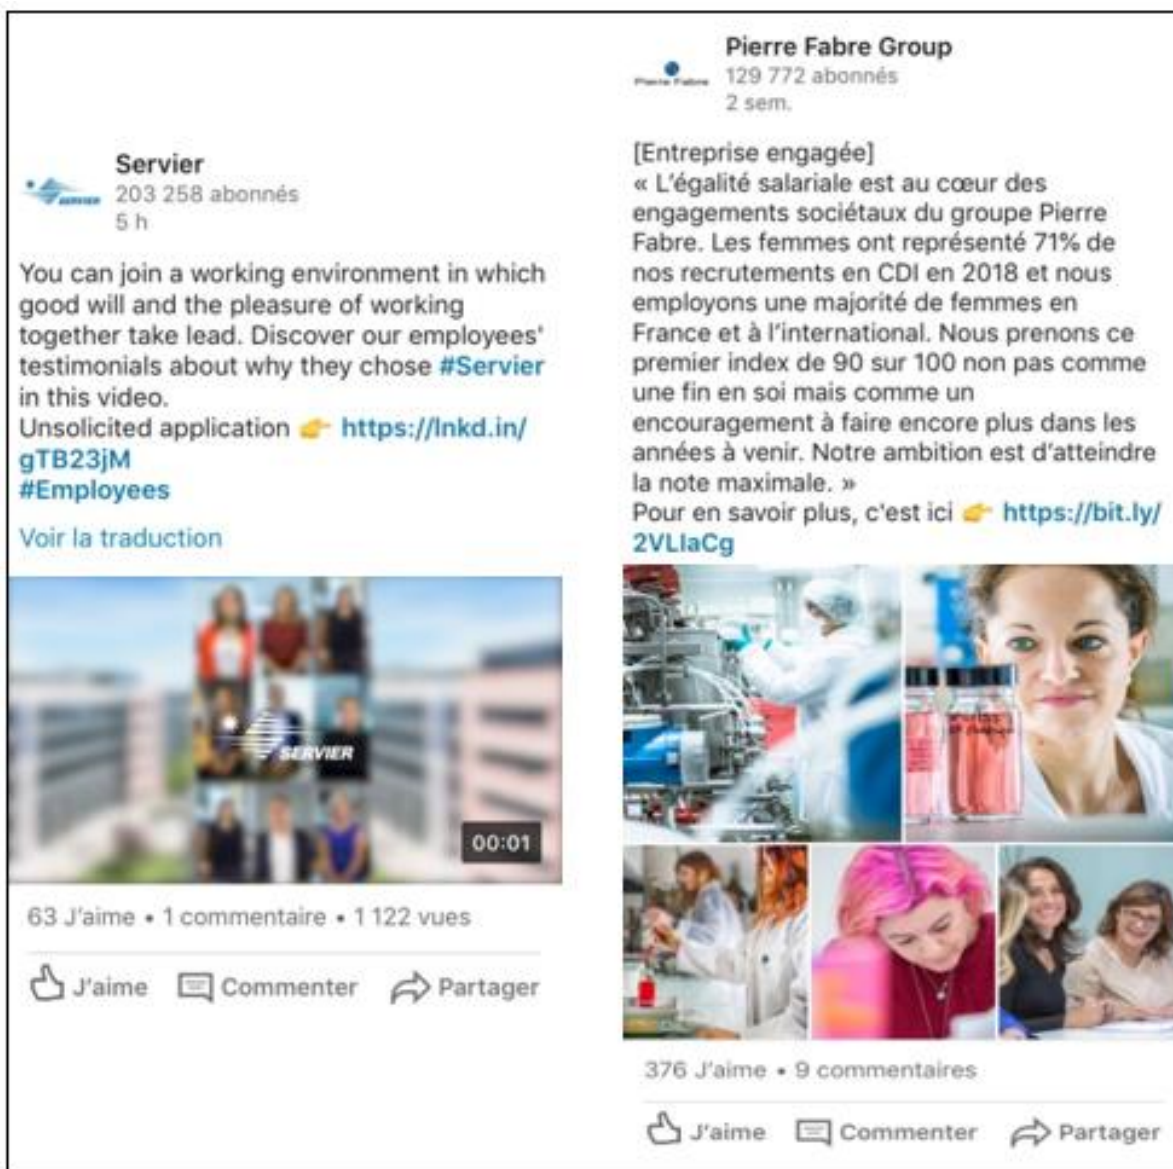 Servier
203 258 abonnés
5 h
You can join a working environment in which
good will and the pleasure of working
together take lead. Discover our employees'
testimonials about why they chose #Servier
in this video.
Unsolicited application 👉 https://lnkd.in/
gTB23jM
#Employees
Voir la traduction
SERVIER
00:01
63 J'aime • 1 commentaire • 1 122 vues
J'aime Commenter Partager
Pierre Fabre
Pierre Fabre Group
129 772 abonnés
2 sem.
[Entreprise engagée]
« L'égalité salariale est au cœur des
engagements sociétaux du groupe Pierre
Fabre. Les femmes ont représenté 71% de
nos recrutements en CDI en 2018 et nous
employons une majorité de femmes en
France et à l'international. Nous prenons ce
premier index de 90 sur 100 non pas comme
une fin en soi mais comme un
encouragement à faire encore plus dans les
années à venir. Notre ambition est d'atteindre
la note maximale. »
Pour en savoir plus, c'est ici 👉 https://bit.ly/
2VLlaCg
376 J'aime • 9 commentaires
J'aime Commenter Partager